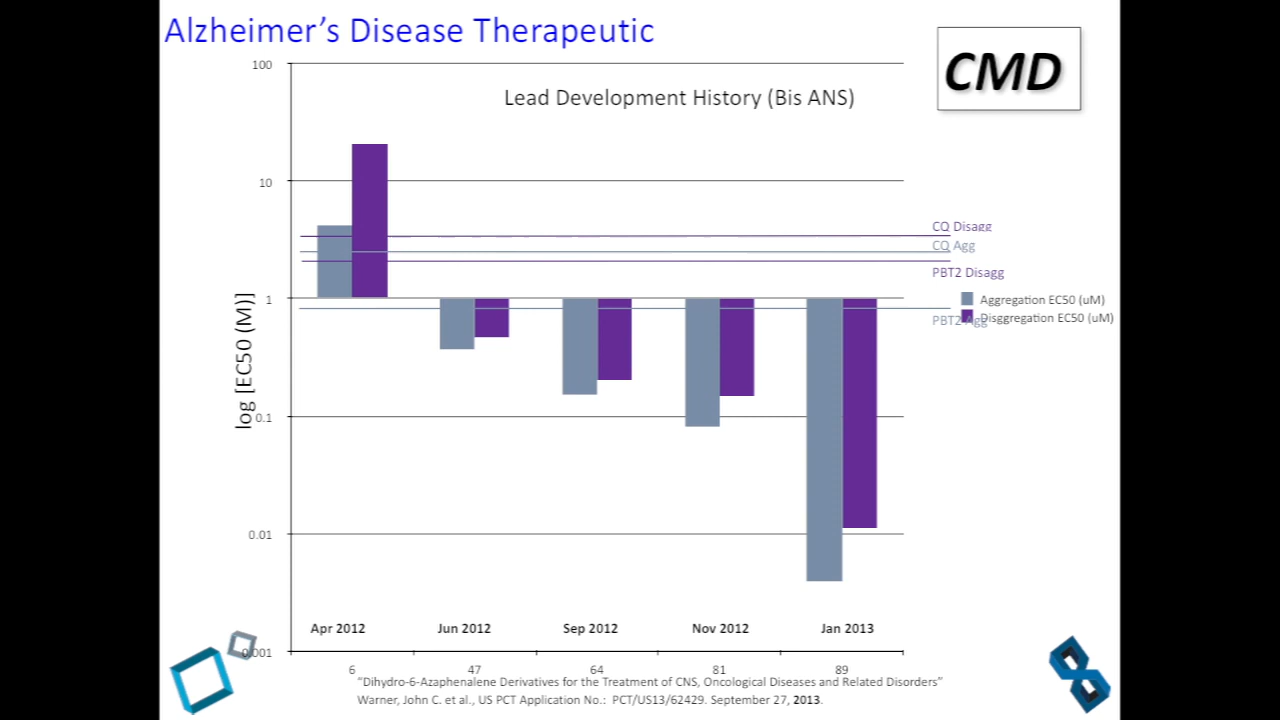 Alzheimer’s Disease Therapeutic
CMD
Lead Development History (Bis ANS)
100
10
1
0.1
0.01
0.001
log [EC50 (M)]
CQ Disagg
CQ Agg
PBT2 Disagg
PBT2 Agg
Aggregation EC50 (uM)
Disggregation EC50 (uM)
Apr 2012 Jun 2012 Sep 2012 Nov 2012 Jan 2013
6 47 64 81 89
“Dihydro-6-Azaphenalene Derivatives for the Treatment of CNS, Oncological Diseases and Related Disorders”
Warner, John C. et al., US PCT Application No.: PCT/US13/62429. September 27, 2013.